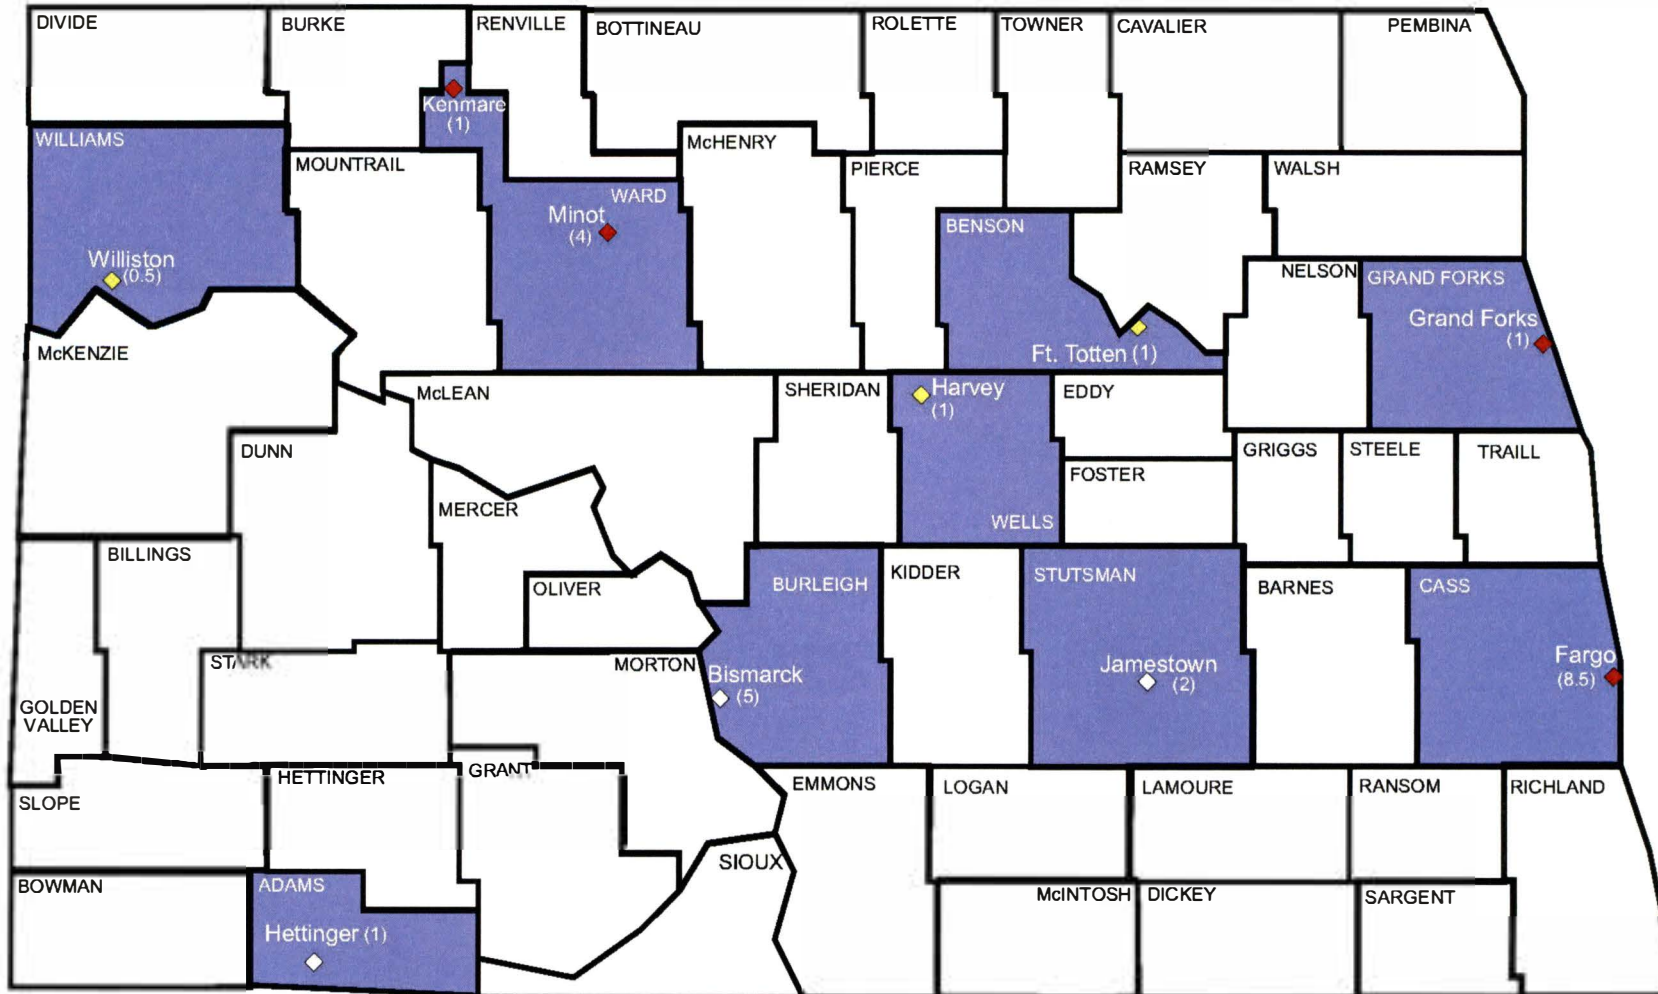 DIVIDE
BURKE
RENVILLE
BOTTINEAU
ROLETTE
TOWNER
CAVALIER
PEMBINA
Kenmare
(1)
WILLIAMS
McHENRY
MOUNTRAIL
PIERCE
RAMSEY
WALSH
WARD
Minot
(4)
BENSON
Williston
(0.5)
NELSON
GRAND FORKS
Grand Forks
(1)
McKENZIE
Ft. Totten (1)
McLEAN
SHERIDAN
Harvey
(1)
EDDY
DUNN
GRIGGS
STEELE
TRAILL
FOSTER
MERCER
WELLS
BILLINGS
OLIVER
BURLEIGH
KIDDER
STUTSMAN
BARNES
CASS
STARK
MORTON
Bismarck
(5)
Jamestown
(2)
Fargo
(8.5)
GOLDEN
VALLEY
HETTINGER
GRANT
SLOPE
EMMONS
LOGAN
LAMOURE
RANSOM
RICHLAND
SIOUX
BOWMAN
ADAMS
McINTOSH
DICKEY
SARGENT
Hettinger (1)